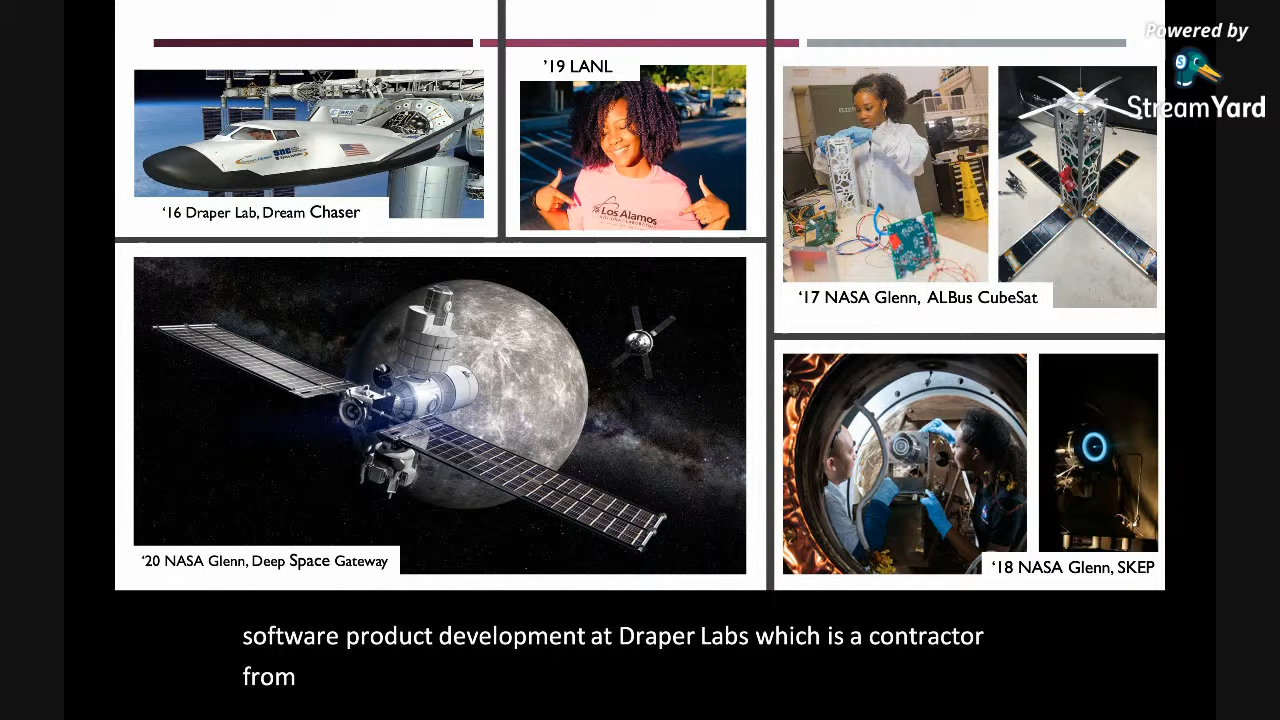 Powered by
StreamYard
'19 LANL
Los Alamos
'16 Draper Lab, Dream Chaser
'17 NASA Glenn, ALBus CubeSat
'20 NASA Glenn, Deep Space Gateway
'18 NASA Glenn, SKEP
software product development at Draper Labs which is a contractor
from